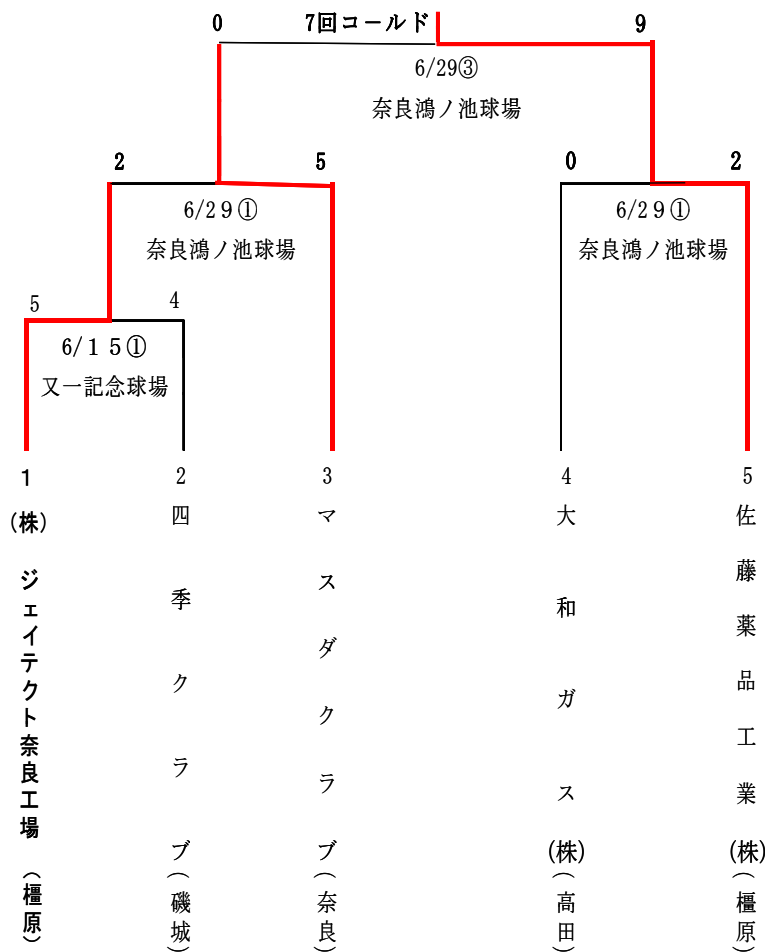 0 7回コールド 9
6/29③
奈良鴻ノ池球場
2 5 0 2
6/29① 6/29①
奈良鴻ノ池球場 奈良鴻ノ池球場
5 4
6/15①
又一記念球場
1 2 3 4 5
(株)ジェイテクト奈良工場(橿原)
四季クラブ(磯城)
マスダクラブ(奈良)
大和ガス(株)(高田)
佐藤薬品工業(株)(橿原)